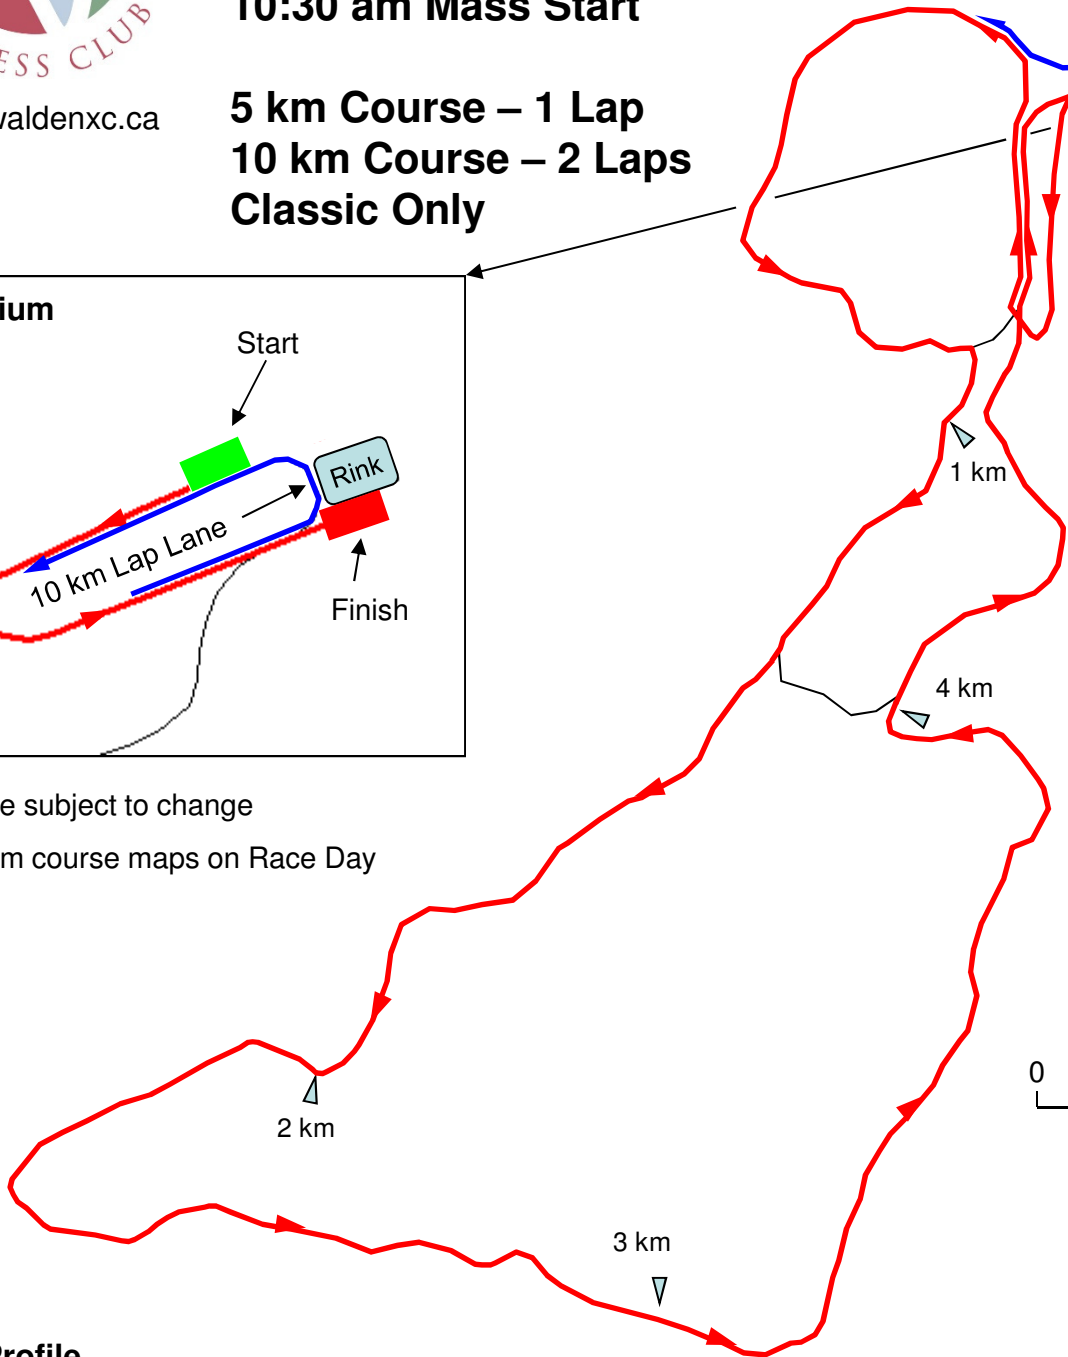 10:30 am Mass Start
ESS CLUB
valdenxc.ca
5 km Course – 1 Lap
10 km Course – 2 Laps
Classic Only
ium
Start
Rink
10 km Lap Lane
Finish
1 km
4 km
e subject to change
m course maps on Race Day
0
2 km
3 km
Profile